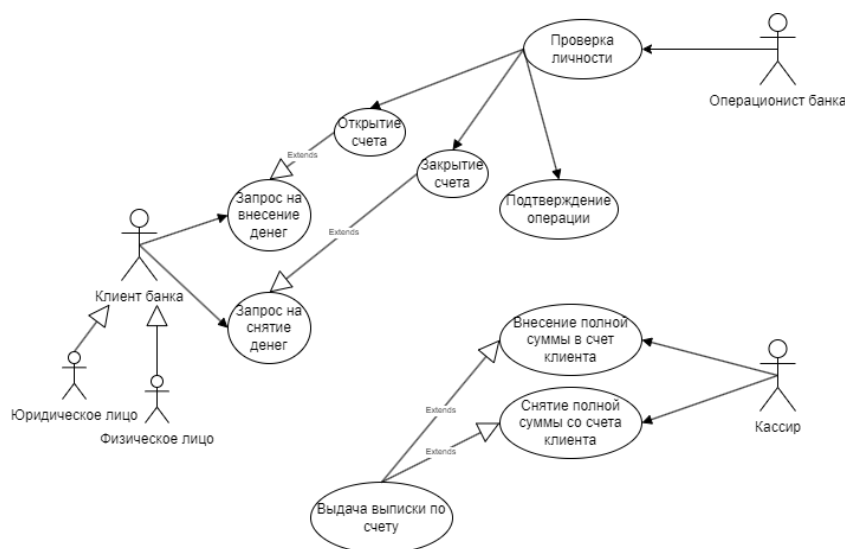 Проверка
личности
Операционист банка
Открытие
счета
Extends
Закрытие
счета
Запрос на
внесение
денег
Подтверждение
операции
Extends
Клиент банка
Запрос на
снятие
денег
Внесение полной
суммы в счет
клиента
Юридическое лицо
Физическое лицо
Extends
Снятие полной
суммы со счета
клиента
Кассир
Extends
Выдача выписки по
счету